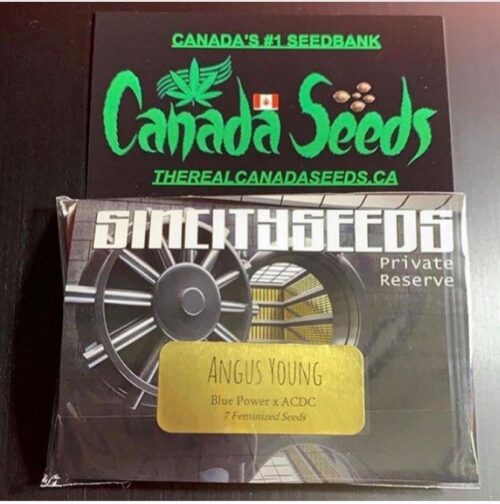 CANADA'S #1 SEEDBANK
Canada Seeds
THEREALCANADASEEDS.CA
SINCITYSEEDS
Private
Reserve
ANGUS YOUNG
Blue Power x ACDC
7 Feminized Seeds